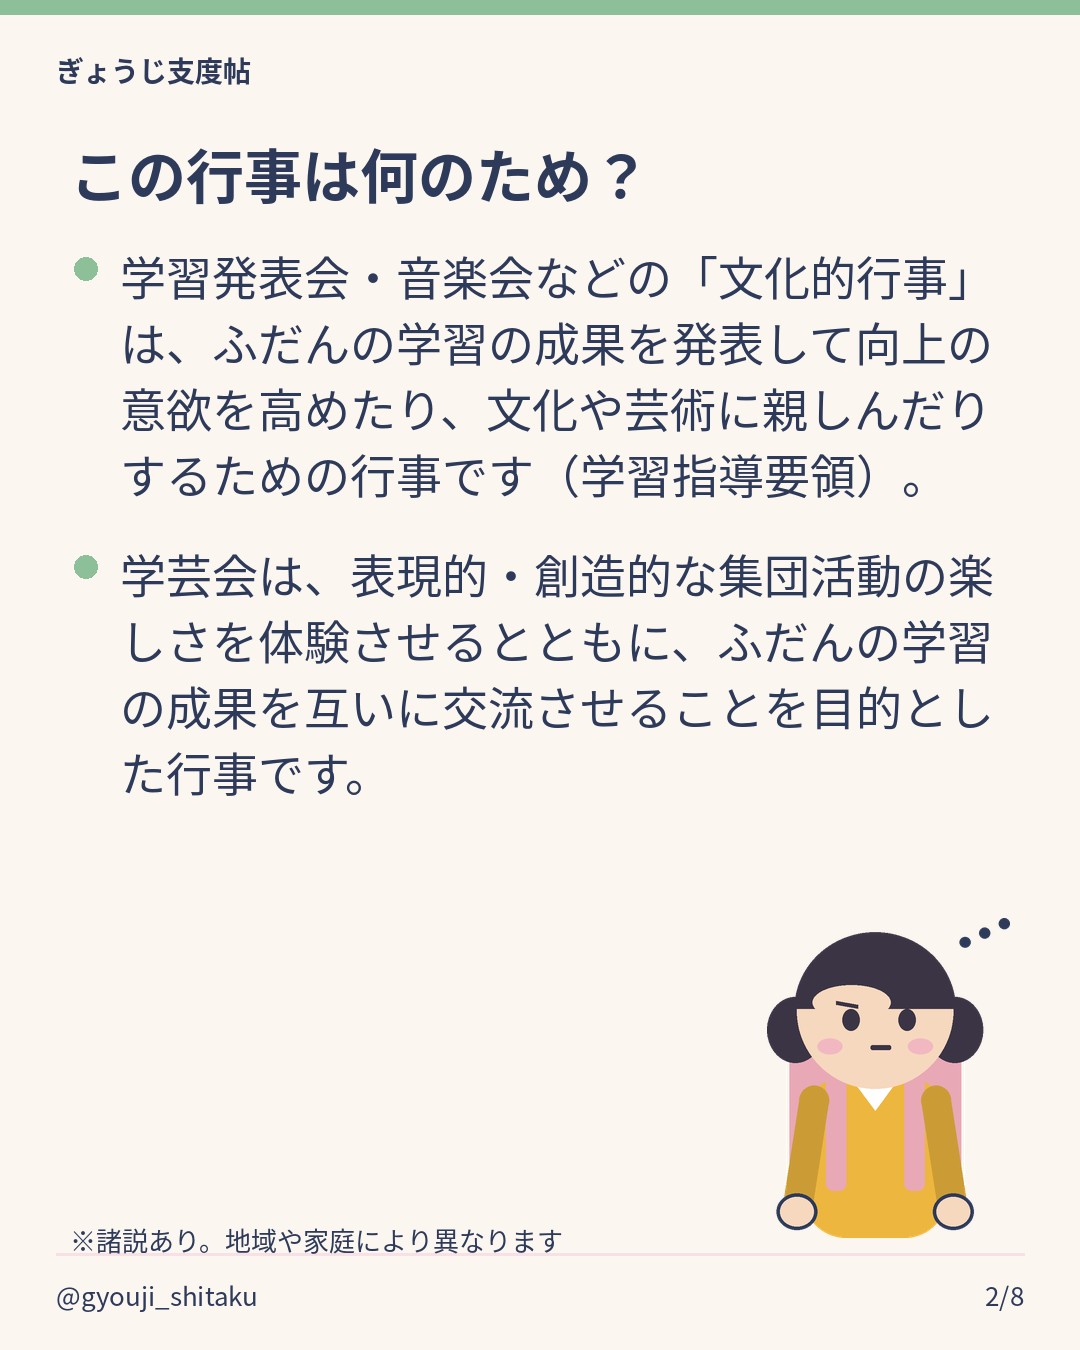 ぎょうじ支度帖
この行事は何のため？
学習発表会・音楽会などの「文化的行事」
は、ふだんの学習の成果を発表して向上の
意欲を高めたり、文化や芸術に親しんだり
するための行事です（学習指導要領）。
学芸会は、表現的・創造的な集団活動の楽
しさを体験させるとともに、ふだんの学習
の成果を互いに交流させることを目的とし
た行事です。
※諸説あり。地域や家庭により異なります
@gyouji_shitaku
2/8